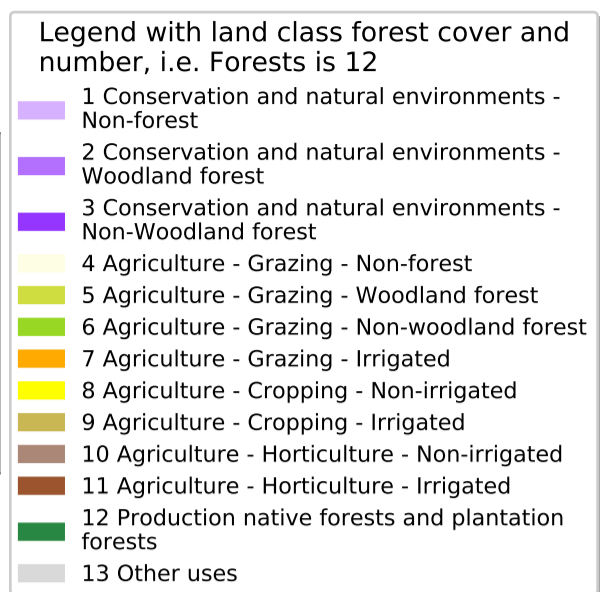 Legend with land class forest cover and
number, i.e. Forests is 12
1 Conservation and natural environments -
Non-forest
2 Conservation and natural environments -
Woodland forest
3 Conservation and natural environments -
Non-Woodland forest
4 Agriculture - Grazing - Non-forest
5 Agriculture - Grazing - Woodland forest
6 Agriculture - Grazing - Non-woodland forest
7 Agriculture - Grazing - Irrigated
8 Agriculture - Cropping - Non-irrigated
9 Agriculture - Cropping - Irrigated
10 Agriculture - Horticulture - Non-irrigated
11 Agriculture - Horticulture - Irrigated
12 Production native forests and plantation
forests
13 Other uses